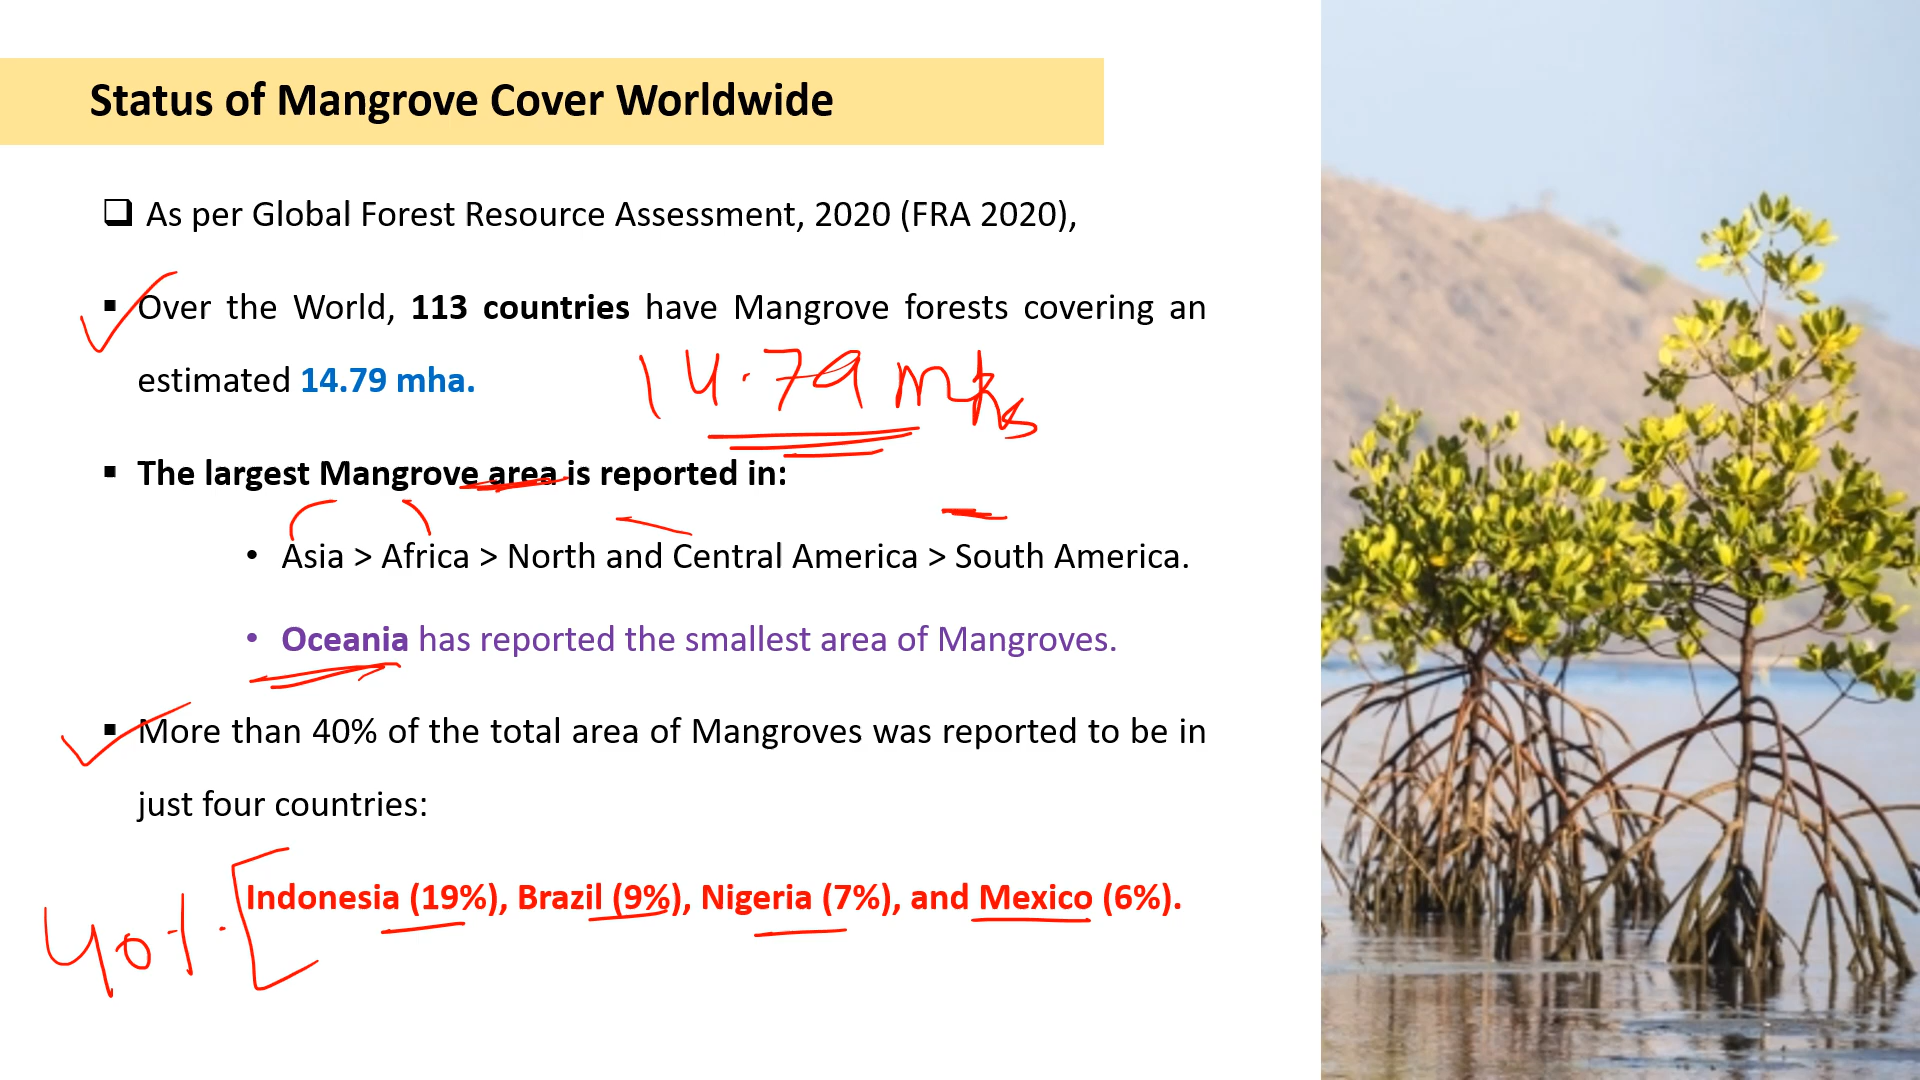 Status of Mangrove Cover Worldwide
As per Global Forest Resource Assessment, 2020 (FRA 2020),
Over the World, 113 countries have Mangrove forests covering an
estimated 14.79 mha.
14.79 mha
The largest Mangrove area is reported in:
Asia > Africa > North and Central America > South America.
Oceania has reported the smallest area of Mangroves.
More than 40% of the total area of Mangroves was reported to be in
just four countries:
Indonesia (19%), Brazil (9%), Nigeria (7%), and Mexico (6%).
40%